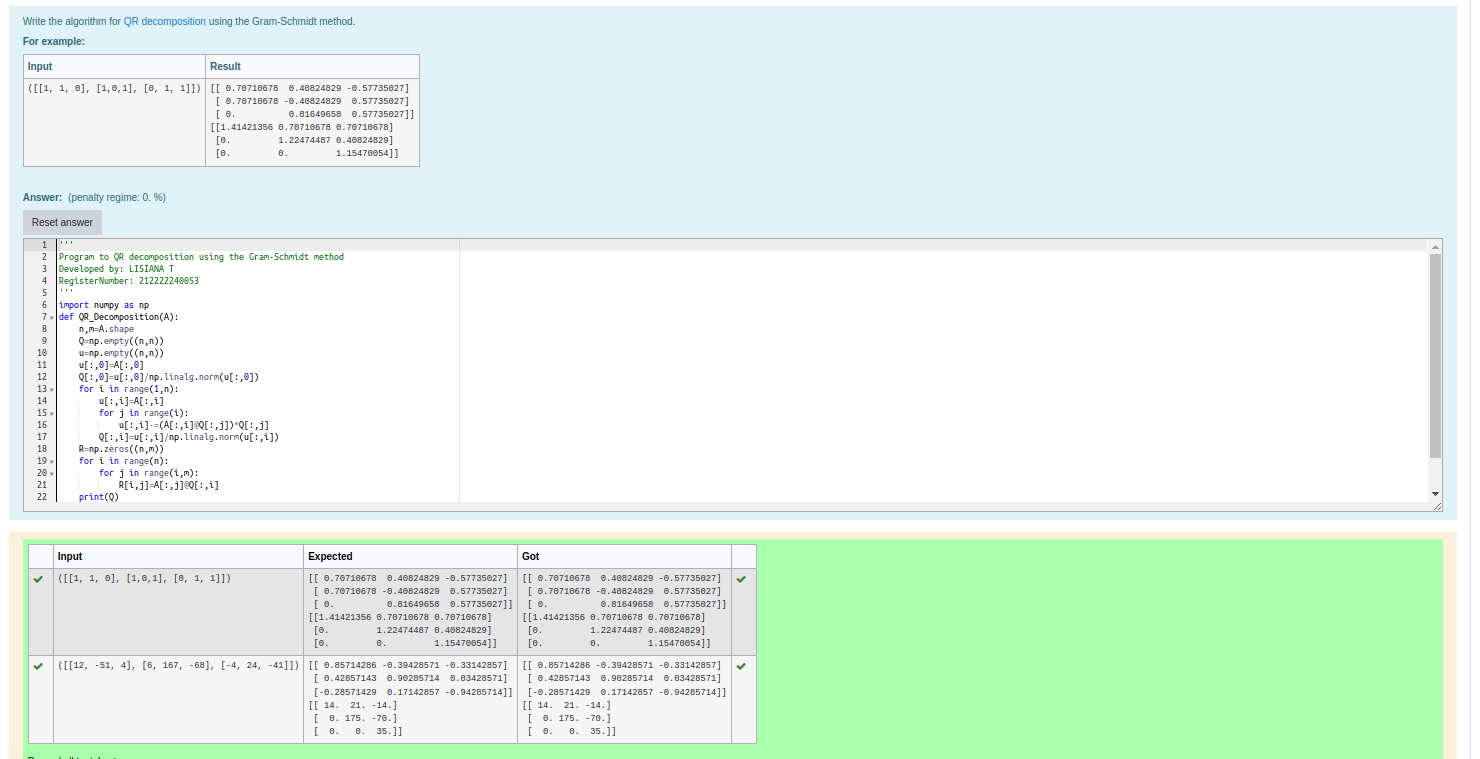 Write the algorithm for QR decomposition using the Gram-Schmidt method.
For example:
Input Result
([[1, 1, 0], [1,0,1], [0, 1, 1]]) [[ 0.70710678  0.40824829 -0.57735027]
[ 0.70710678 -0.40824829  0.57735027]
[ 0.          0.81649658  0.57735027]]
[[1.41421356 0.70710678 0.70710678]
[0.         1.22474487 0.40824829]
[0.         0.         1.15470054]]
Answer: (penalty regime: 0. %)
Reset answer
1 '''
2 Program to QR decomposition using the Gram-Schmidt method
3 Developed by: LISIANA T
4 RegisterNumber: 212222240053
5 '''
6 import numpy as np
7 def QR_Decomposition(A):
8     n,m=A.shape
9     Q=np.empty((n,n))
10     u=np.empty((n,n))
11     u[:,0]=A[:,0]
12     Q[:,0]=u[:,0]/np.linalg.norm(u[:,0])
13     for i in range(1,n):
14         u[:,i]=A[:,i]
15         for j in range(i):
16             u[:,i]-=(A[:,i]@Q[:,j])*Q[:,j]
17         Q[:,i]=u[:,i]/np.linalg.norm(u[:,i])
18     R=np.zeros((n,m))
19     for i in range(n):
20         for j in range(i,m):
21             R[i,j]=A[:,j]@Q[:,i]
22     print(Q)
Input Expected Got
([[1, 1, 0], [1,0,1], [0, 1, 1]]) [[ 0.70710678  0.40824829 -0.57735027] [[ 0.70710678  0.40824829 -0.57735027]
[ 0.70710678 -0.40824829  0.57735027] [ 0.70710678 -0.40824829  0.57735027]
[ 0.          0.81649658  0.57735027]] [ 0.          0.81649658  0.57735027]]
[[1.41421356 0.70710678 0.70710678] [[1.41421356 0.70710678 0.70710678]
[0.         1.22474487 0.40824829] [0.         1.22474487 0.40824829]
[0.         0.         1.15470054]] [0.         0.         1.15470054]]
([[12, -51, 4], [6, 167, -68], [-4, 24, -41]]) [[ 0.85714286 -0.39428571 -0.33142857] [[ 0.85714286 -0.39428571 -0.33142857]
[ 0.42857143  0.90285714  0.03428571] [ 0.42857143  0.90285714  0.03428571]
[-0.28571429  0.17142857 -0.94285714]] [-0.28571429  0.17142857 -0.94285714]]
[[ 14.  21. -14.] [[ 14.  21. -14.]
[  0. 175. -70.] [  0. 175. -70.]
[  0.   0.  35.]] [  0.   0.  35.]]